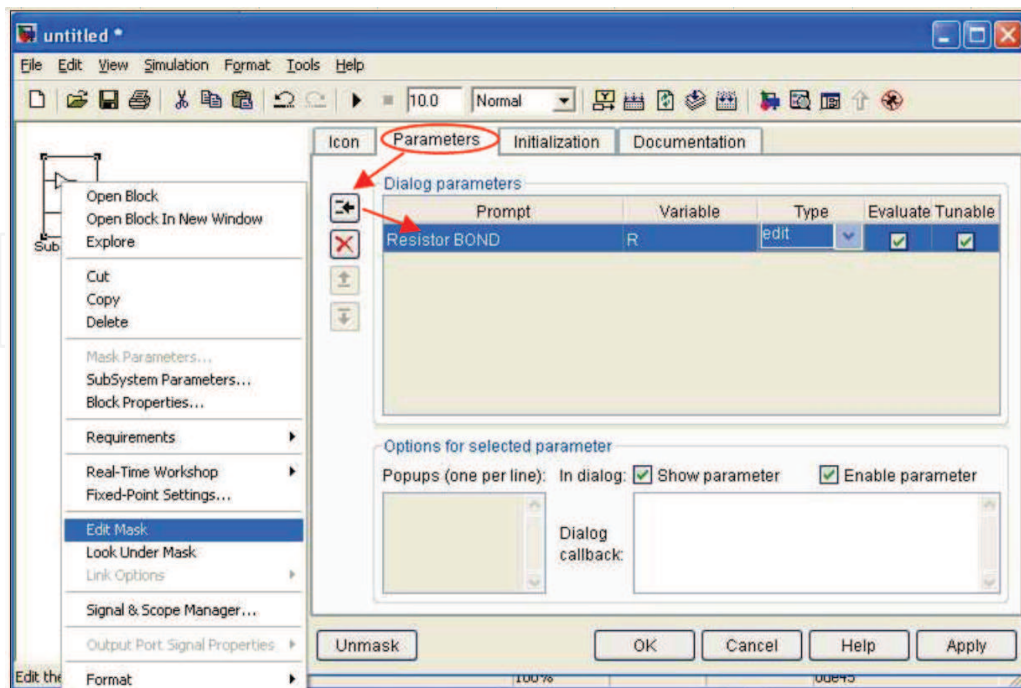 untitled *
File Edit View Simulation Format Tools Help
10.0 Normal
Sub
Open Block
Open Block In New Window
Explore
Cut
Copy
Delete
Mask Parameters...
SubSystem Parameters...
Block Properties...
Requirements
Real-Time Workshop
Fixed-Point Settings...
Edit Mask
Look Under Mask
Link Options
Signal & Scope Manager...
Output Port Signal Properties
Format
Icon Parameters Initialization Documentation
Dialog parameters
Prompt Variable Type Evaluate Tunable
Resistor BOND R edit
Options for selected parameter
Popups (one per line): In dialog: Show parameter Enable parameter
Dialog
callback:
Unmask OK Cancel Help Apply
Edit the 100% ode45